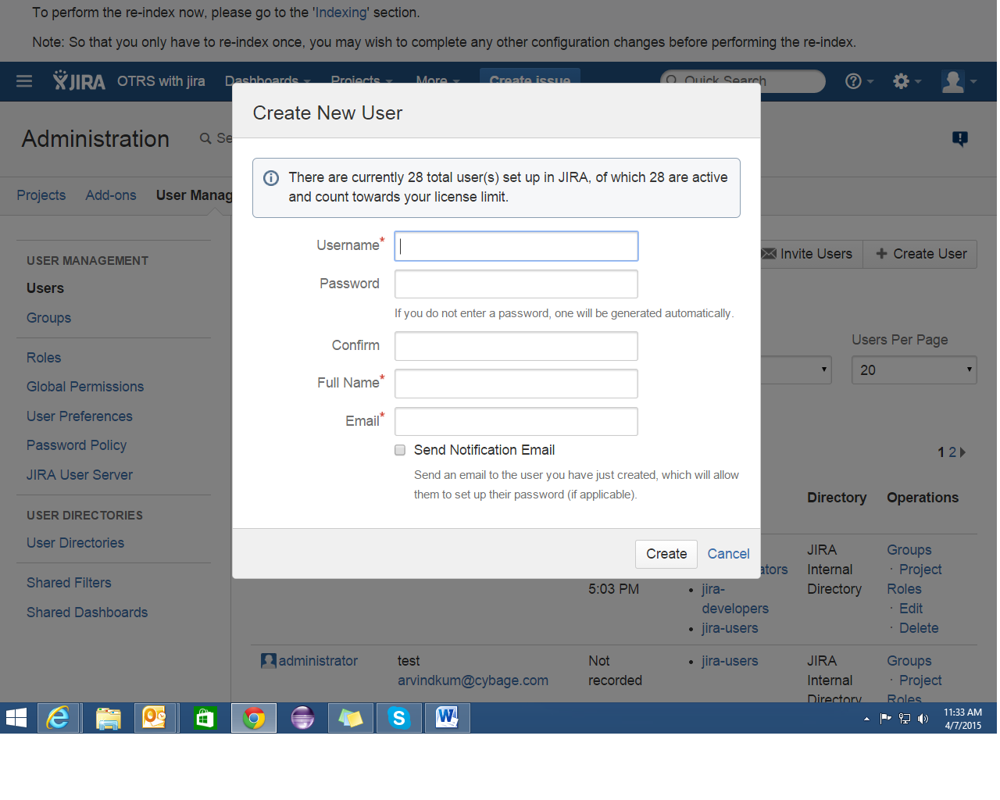 To perform the re-index now, please go to the 'Indexing' section.
Note: So that you only have to re-index once, you may wish to complete any other configuration changes before performing the re-index.
JIRA OTRS with jira Dashboards Projects More Create issue Quick Search
Create New User
Administration Se
There are currently 28 total user(s) set up in JIRA, of which 28 are active
and count towards your license limit.
Projects Add-ons User Manag
Username*
Password
If you do not enter a password, one will be generated automatically.
Confirm
Full Name*
Email*
Send Notification Email
Send an email to the user you have just created, which will allow
them to set up their password (if applicable).
Create Cancel
USER MANAGEMENT
Users
Groups
Roles
Global Permissions
User Preferences
Password Policy
JIRA User Server
USER DIRECTORIES
User Directories
Shared Filters
Shared Dashboards
Invite Users + Create User
Users Per Page
20
1 2
Directory Operations
5:03 PM
ators
• jira-
developers
• jira-users
JIRA
Internal
Directory
Groups
· Project
Roles
· Edit
· Delete
administrator
test
arvindkum@cybage.com
Not
recorded
• jira-users
JIRA
Internal
Directory
Groups
· Project
Roles
11:33 AM
4/7/2015